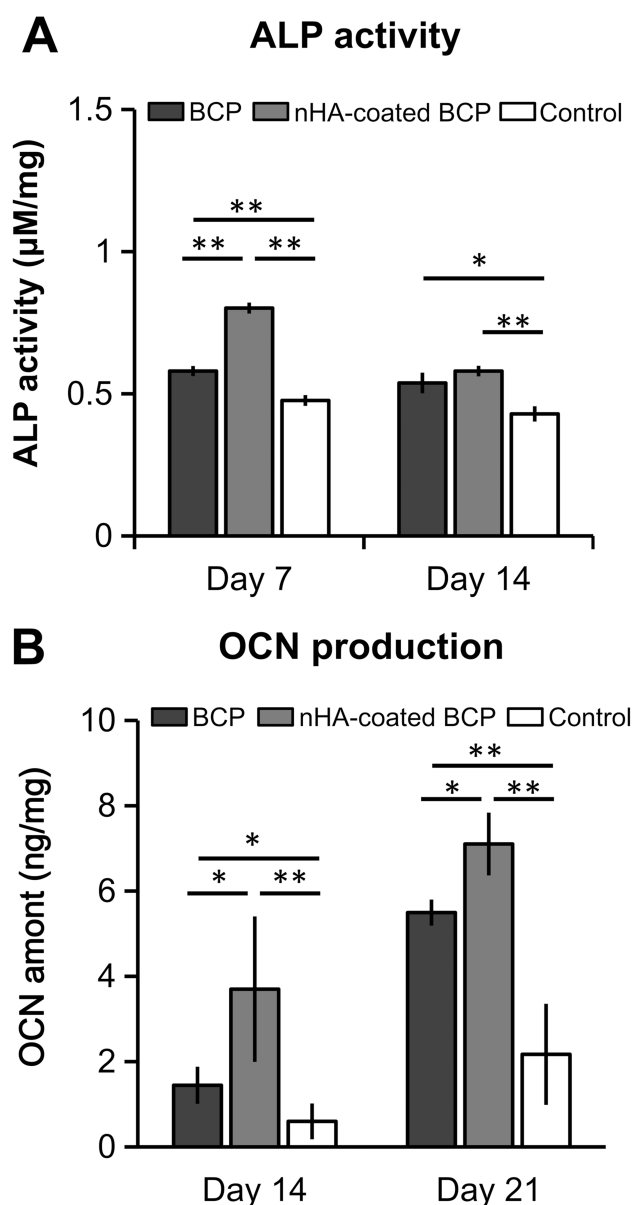 A
ALP activity
BCP nHA-coated BCP Control
ALP activity (µM/mg)
1.5
1
0.5
0
**
** **
*
**
Day 7 Day 14
B
OCN production
BCP nHA-coated BCP Control
OCN amont (ng/mg)
10
8
6
4
2
0
**
* **
*
* **
Day 14 Day 21